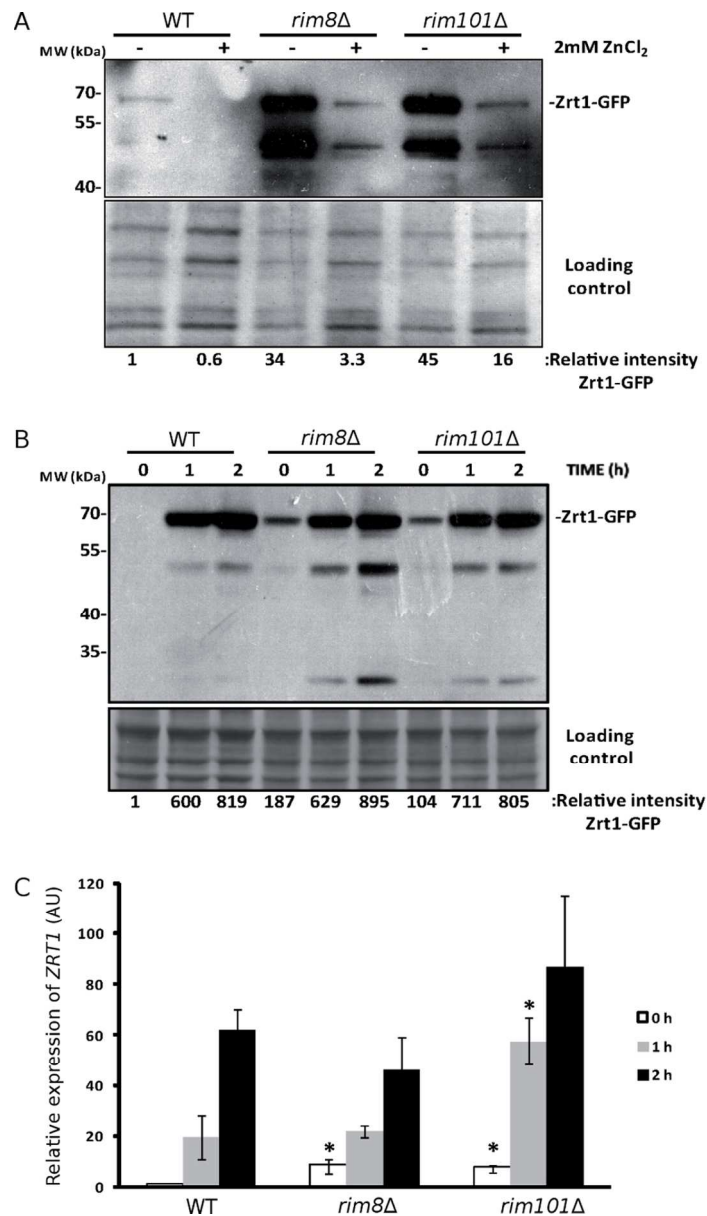 A
WT rim8Δ rim101Δ
MW (kDa) - + - + - + 2mM ZnCl₂
70- -Zrt1-GFP
55-
40-
Loading
control
1 0.6 34 3.3 45 16 :Relative intensity
Zrt1-GFP
B
WT rim8Δ rim101Δ
MW (kDa) 0 1 2 0 1 2 0 1 2 TIME (h)
70- -Zrt1-GFP
55-
40-
35-
Loading
control
1 600 819 187 629 895 104 711 805 :Relative intensity
Zrt1-GFP
C
Relative expression of ZRT1 (AU)
120
100
80
60
40
20
0
* * *
0 h
1 h
2 h
WT rim8Δ rim101Δ